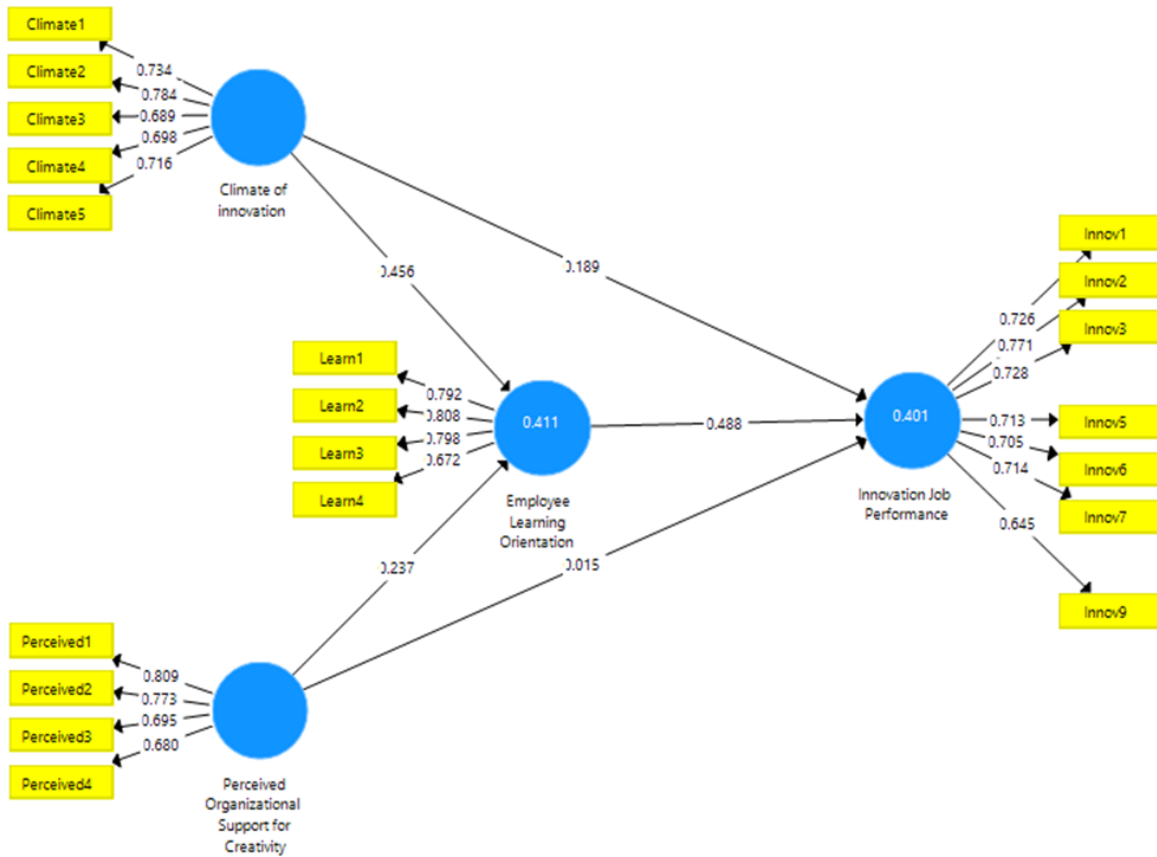 Climate1
Climate2
Climate3
Climate4
Climate5
0.734
0.784
0.689
0.698
0.716
Climate of
innovation
0.456
0.189
Learn1
Learn2
Learn3
Learn4
0.792
0.808
0.798
0.672
0.411
Employee
Learning
Orientation
0.488
0.237
0.015
0.401
Innovation Job
Performance
0.726
0.771
0.728
0.713
0.705
0.714
0.645
Innov1
Innov2
Innov3
Innov5
Innov6
Innov7
Innov9
Perceived1
Perceived2
Perceived3
Perceived4
0.809
0.773
0.695
0.680
Perceived
Organizational
Support for
Creativity